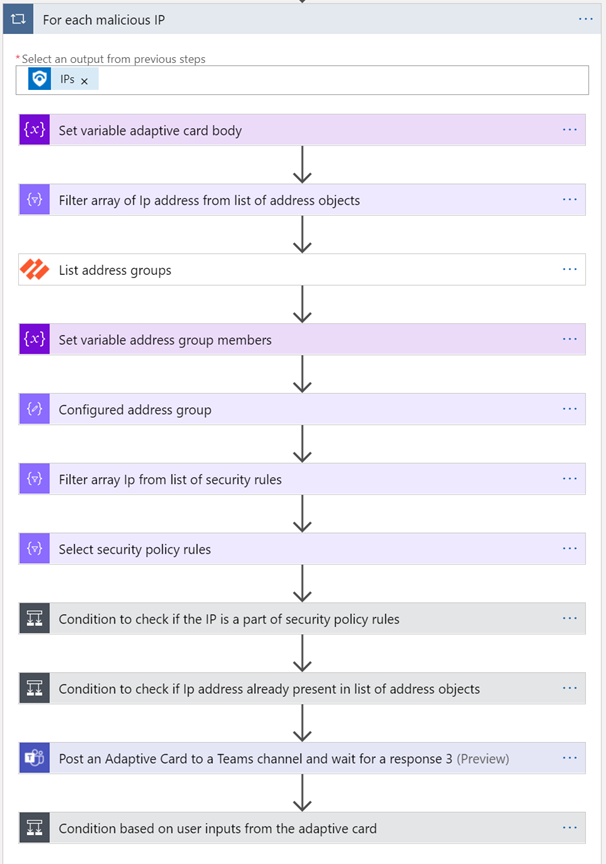 For each malicious IP
* Select an output from previous steps
IPs ×
{x} Set variable adaptive card body
Filter array of Ip address from list of address objects
List address groups
{x} Set variable address group members
Configured address group
Filter array Ip from list of security rules
Select security policy rules
Condition to check if the IP is a part of security policy rules
Condition to check if Ip address already present in list of address objects
Post an Adaptive Card to a Teams channel and wait for a response 3 (Preview)
Condition based on user inputs from the adaptive card